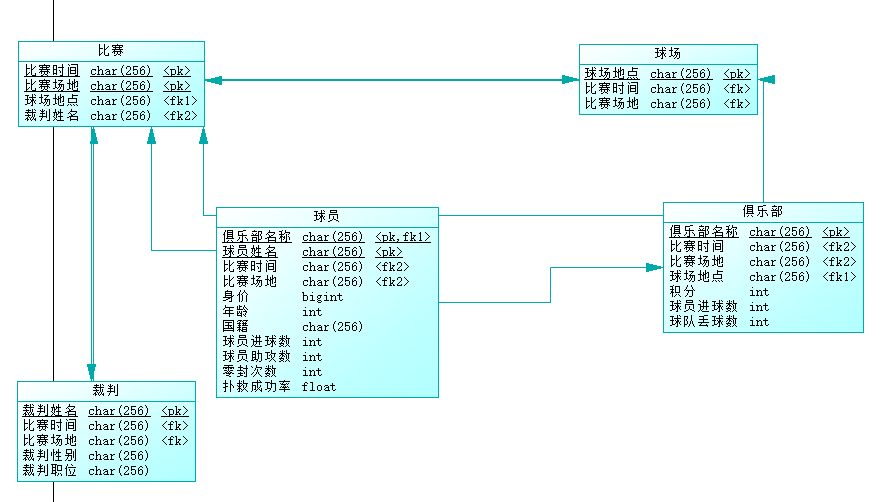 比赛
比赛时间 char(256) <pk>
比赛场地 char(256) <pk>
球场地点 char(256) <fk1>
裁判姓名 char(256) <fk2>
球场
球场地点 char(256) <pk>
比赛时间 char(256) <fk>
比赛场地 char(256) <fk>
球员
俱乐部名称 char(256) <pk,fk1>
球员姓名 char(256) <pk>
比赛时间 char(256) <fk2>
比赛场地 char(256) <fk2>
身价 bigint
年龄 int
国籍 char(256)
球员进球数 int
球员助攻数 int
零封次数 int
扑救成功率 float
俱乐部
俱乐部名称 char(256) <pk>
比赛时间 char(256) <fk2>
比赛场地 char(256) <fk2>
球场地点 char(256) <fk1>
积分 int
球员进球数 int
球队丢球数 int
裁判
裁判姓名 char(256) <pk>
比赛时间 char(256) <fk>
比赛场地 char(256) <fk>
裁判性别 char(256)
裁判职位 char(256)